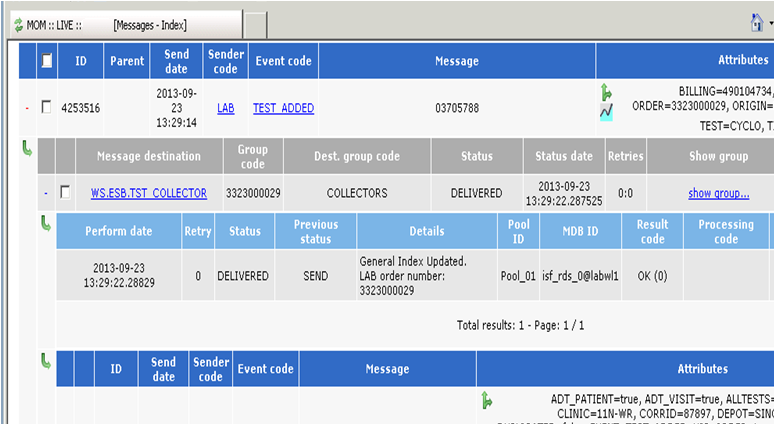 MOM :: LIVE :: [Messages - Index]
ID Parent Send date Sender code Event code Message Attributes
- 4253516 2013-09-23 13:29:14 LAB TEST_ADDED 03705788 BILLING=490104734,
ORDER=3323000029, ORIGIN=
TEST=CYCLO, T
Message destination Group code Dest. group code Status Status date Retries Show group
- WS.ESB.TST_COLLECTOR 3323000029 COLLECTORS DELIVERED 2013-09-23 13:29:22.287525 0:0 show group...
Perform date Retry Status Previous status Details Pool ID MDB ID Result code Processing code
2013-09-23 13:29:22.28829 0 DELIVERED SEND General Index Updated. LAB order number: 3323000029 Pool_01 isf_rds_0@labwl1 OK (0)
Total results: 1 - Page: 1 / 1
ID Send date Sender code Event code Message Attributes
ADT_PATIENT=true, ADT_VISIT=true, ALLTESTS=
CLINIC=11N-WR, CORRID=87897, DEPOT=SING